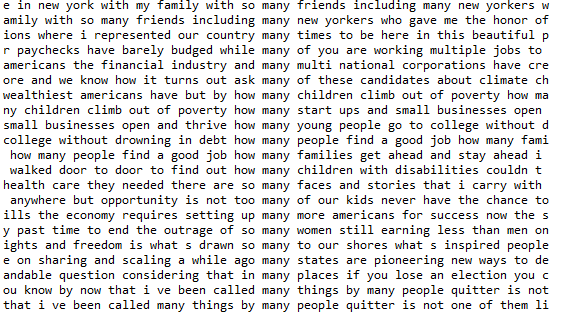 e in new york with my family with so many friends including many new yorkers w
amily with so many friends including many new yorkers who gave me the honor of
ions where i represented our country many times to be here in this beautiful p
r paychecks have barely budged while many of you are working multiple jobs to
americans the financial industry and many multi national corporations have cre
ore and we know how it turns out ask many of these candidates about climate ch
wealthiest americans have but by how many children climb out of poverty how ma
ny children climb out of poverty how many start ups and small businesses open
small businesses open and thrive how many young people go to college without d
college without drowning in debt how many people find a good job how many fami
how many people find a good job how many families get ahead and stay ahead i
walked door to door to find out how many children with disabilities couldn t
health care they needed there are so many faces and stories that i carry with
anywhere but opportunity is not too many of our kids never have the chance to
ills the economy requires setting up many more americans for success now the s
y past time to end the outrage of so many women still earning less than men on
ights and freedom is what s drawn so many to our shores what s inspired people
e on sharing and scaling a while ago many states are pioneering new ways to de
andable question considering that in many places if you lose an election you c
ou know by now that i ve been called many things by many people quitter is not
that i ve been called many things by many people quitter is not one of them li